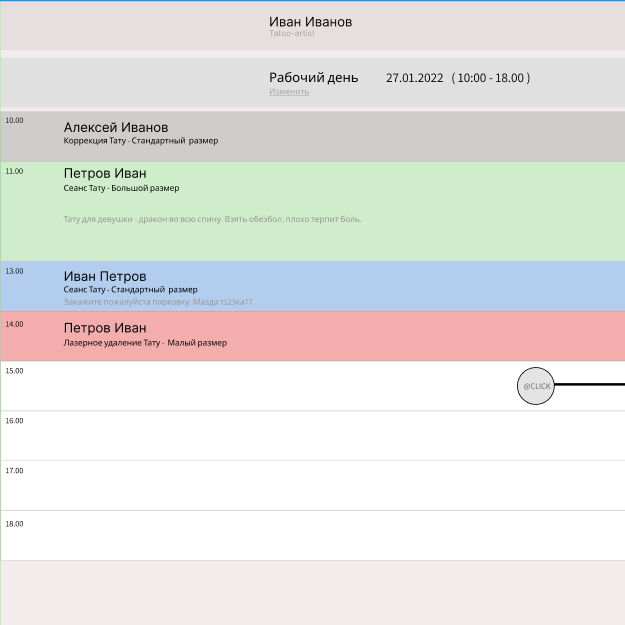 Иван Иванов
Tatoo-artist
Рабочий день 27.01.2022 ( 10:00 - 18.00 )
Изменить
10.00
Алексей Иванов
Коррекция Тату - Стандартный размер
11.00
Петров Иван
Сеанс Тату - Большой размер
Тату для девушки - дракон во всю спину. Взять обезбол, плохо терпит боль.
13.00
Иван Петров
Сеанс Тату - Стандартный размер
Закажите пожалуйста парковку. Мазда т123ка77
14.00
Петров Иван
Лазерное удаление Тату - Малый размер
15.00
@CLICK
16.00
17.00
18.00